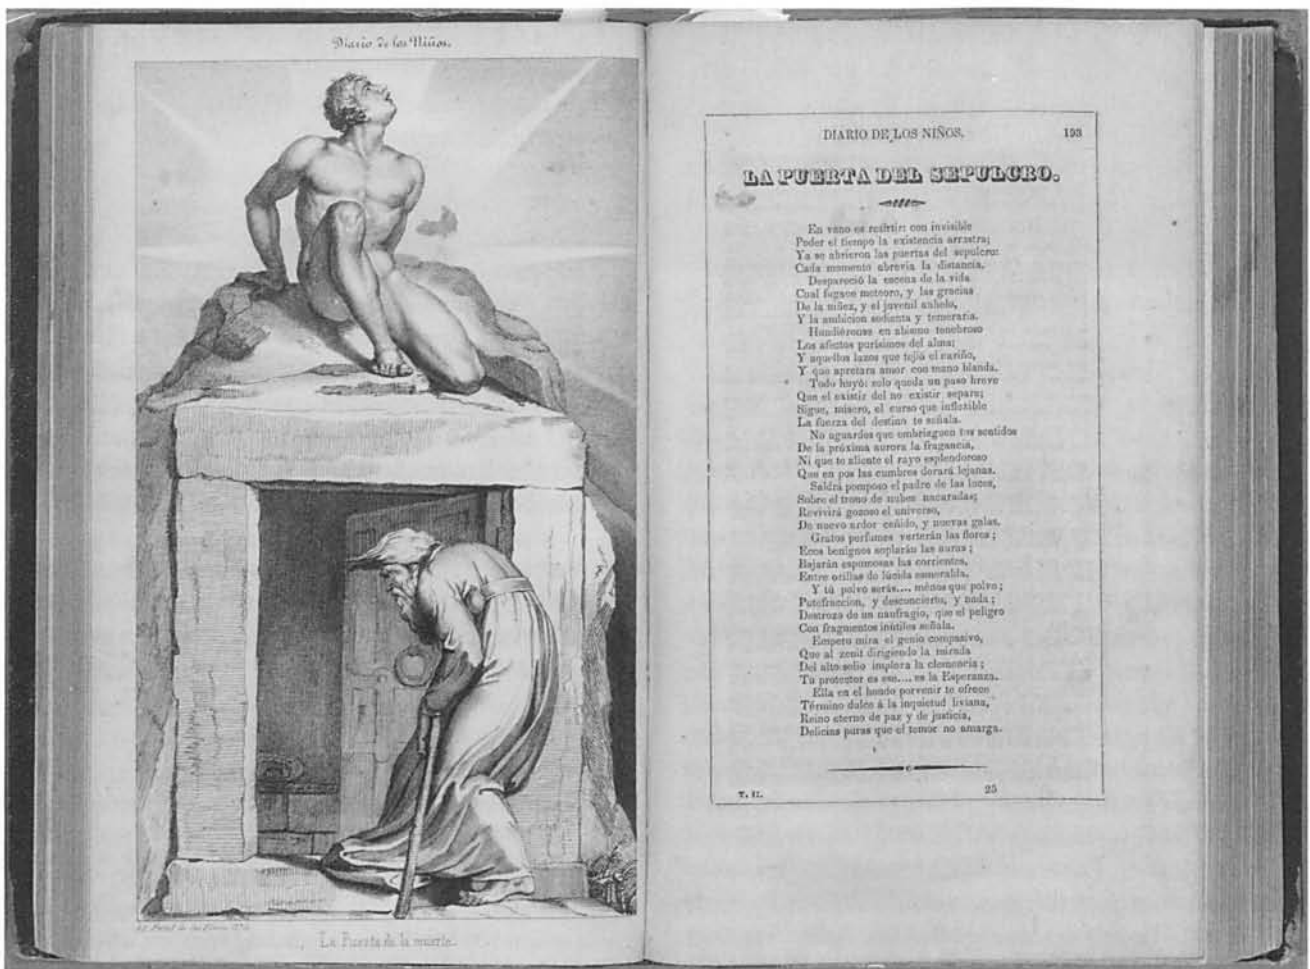 Diario de los Niños.
La Puerta de la muerte.
DIARIO DE LOS NIÑOS. 193
LA PUERTA DEL SEPULCRO.
En vano es resistir: con invisible
Poder el tiempo la existencia arrastra;
Ya se abrieron las puertas del sepulcro:
Cada momento abrevia la distancia.
Despareció la escena de la vida
Cual fugace meteoro, y las gracias
De la niñez, y el juvenil anhelo,
Y la ambicion sedienta y temeraria.
Hundiéronse en abismo tenebroso
Los afectos purísimos del alma;
Y aquellos lazos que tejió el cariño,
Y que apretara amor con mano blanda.
Todo huyó: solo queda un paso breve
Que el existir del no existir separa;
Sigue, mísero, el curso que inflexible
La fuerza del destino te señala.
No aguardes que embriaguen tus sentidos
De la próxima aurora la fragancia,
Ni que te aliente el rayo esplendoroso
Que en pos las cumbres dorará lejanas.
Saldrá pomposo el padre de las luces,
Sobre el trono de nubes nacaradas;
Revivirá gozoso el universo,
De nuevo ardor ceñido, y nuevas galas.
Gratos perfumes verterán las flores;
Ecos benignos soplarán las auras;
Bajarán espumosas las corrientes,
Entre orillas de lúcida esmeralda.
Y tú polvo serás.... ménos que polvo;
Putefraccion, y desconcierto, y nada;
Destrozo de un naufragio, que el peligro
Con fragmentos inútiles señala.
Empero mira el genio compasivo,
Que al zenit dirigiendo la mirada
Del alto solio implora la clemencia;
Tu protector es ese.... es la Esperanza.
Ella en el hondo porvenir te ofrece
Término dulce á la inquietud liviana,
Reino eterno de paz y de justicia,
Delicias puras que el temor no amarga.
T. II. 25